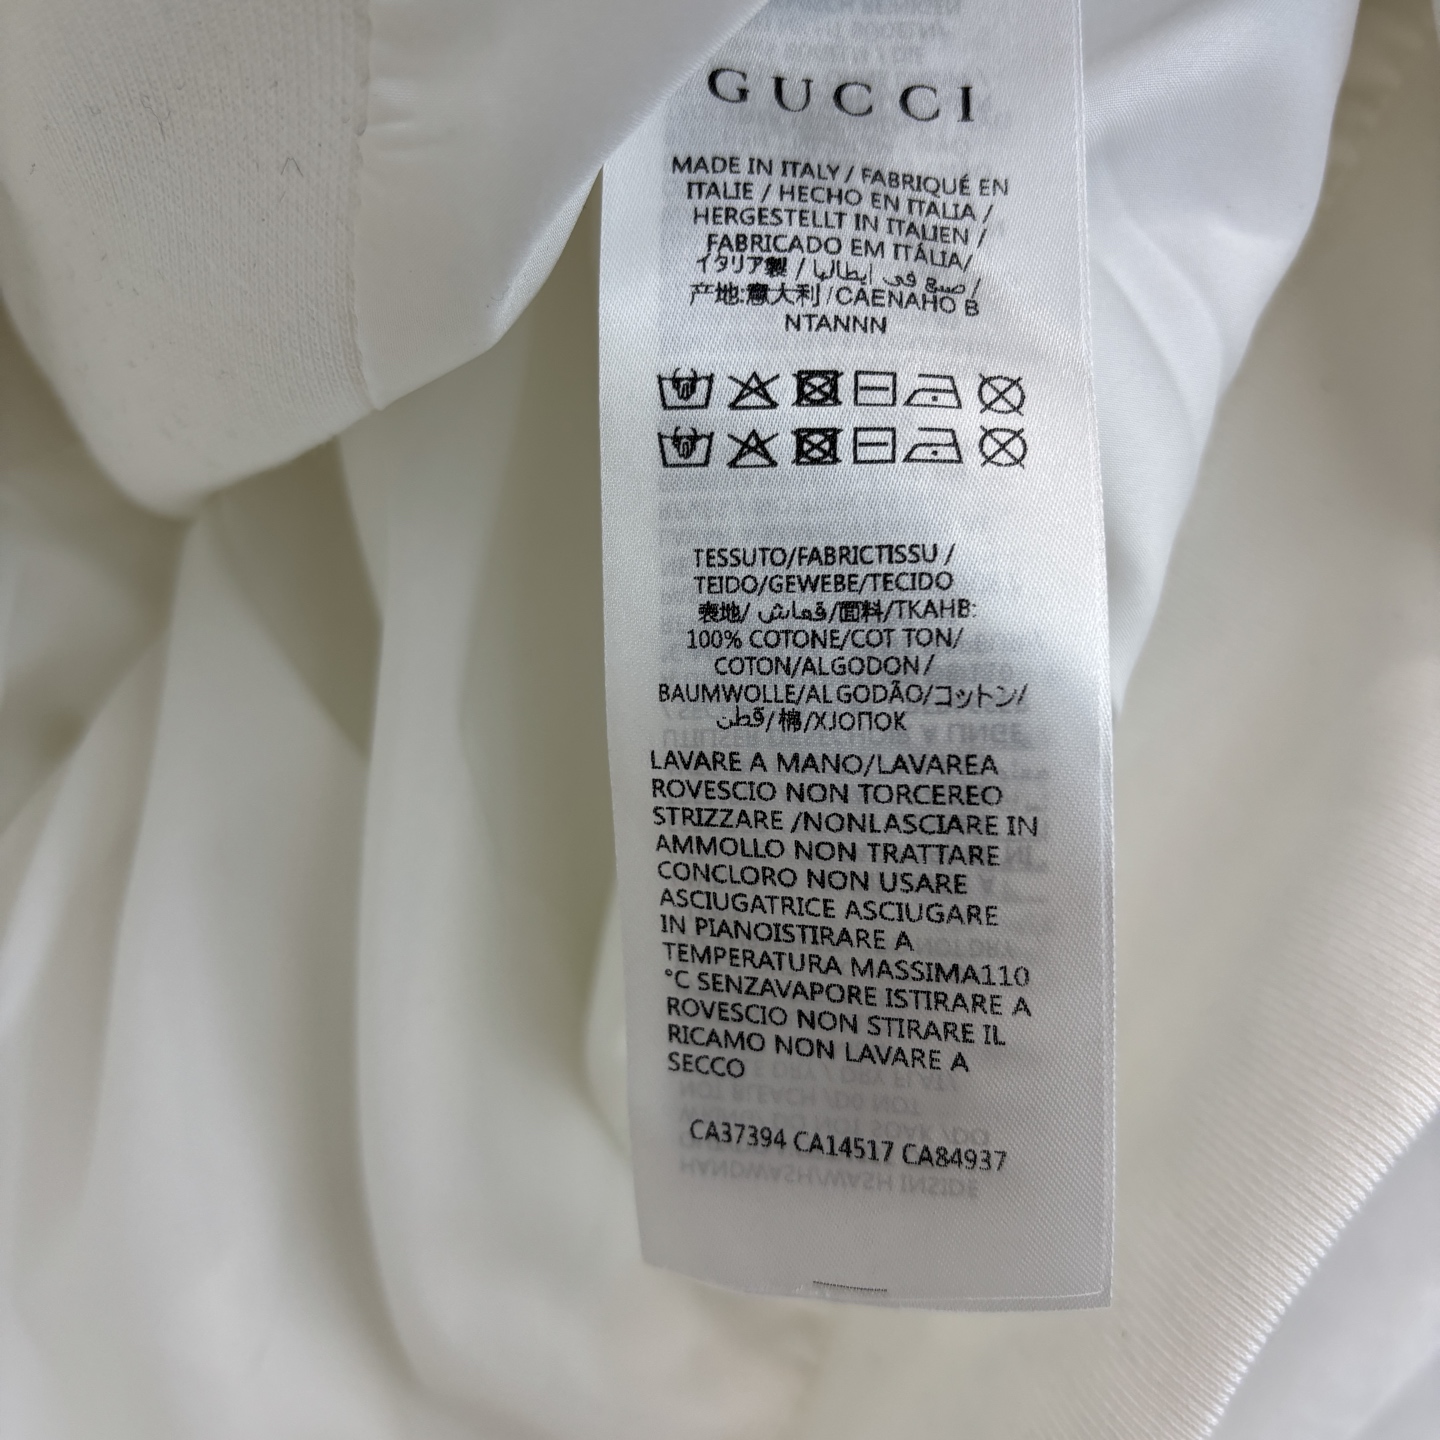 GUCCI
MADE IN ITALY / FABRIQUÉ EN
ITALIE / HECHO EN ITALIA /
HERGESTELLT IN ITALIEN /
FABRICADO EM ITÁLIA/
イタリア製 / صنع في إيطاليا /
产地:意大利 /CAENAHO B
NTANNN
TESSUTO/FABRICTISSU /
TEIDO/GEWEBE/TECIDO
表地/ قماش/面料/TKAHB:
100% COTONE/COT TON/
COTON/ALGODON/
BAUMWOLLE/ALGODÃO/コットン/
قطن/棉/XJOПOK
LAVARE A MANO/LAVAREA
ROVESCIO NON TORCEREO
STRIZZARE /NONLASCIARE IN
AMMOLLO NON TRATTARE
CONCLORO NON USARE
ASCIUGATRICE ASCIUGARE
IN PIANOISTIRARE A
TEMPERATURA MASSIMA110
°C SENZAVAPORE ISTIRARE A
ROVESCIO NON STIRARE IL
RICAMO NON LAVARE A
SECCO
CA37394 CA14517 CA84937